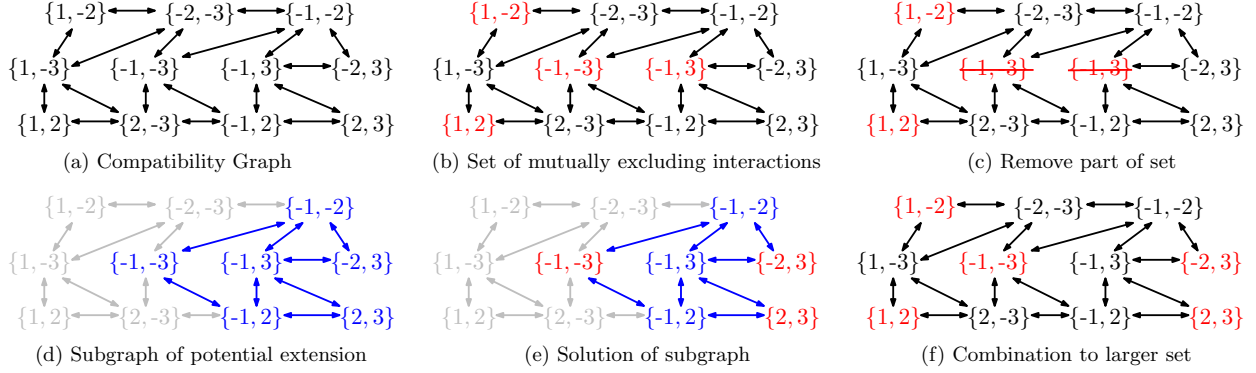 {1, -2} {-2, -3} {-1, -2}
{1, -3} {-1, -3} {-1, 3} {-2, 3}
{1, 2} {2, -3} {-1, 2} {2, 3}
(a) Compatibility Graph
{1, -2} {-2, -3} {-1, -2}
{1, -3} {-1, -3} {-1, 3} {-2, 3}
{1, 2} {2, -3} {-1, 2} {2, 3}
(b) Set of mutually excluding interactions
{1, -2} {-2, -3} {-1, -2}
{1, -3} {-1, -3} {-1, 3} {-2, 3}
{1, 2} {2, -3} {-1, 2} {2, 3}
(c) Remove part of set
{1, -2} {-2, -3} {-1, -2}
{1, -3} {-1, -3} {-1, 3} {-2, 3}
{1, 2} {2, -3} {-1, 2} {2, 3}
(d) Subgraph of potential extension
{1, -2} {-2, -3} {-1, -2}
{1, -3} {-1, -3} {-1, 3} {-2, 3}
{1, 2} {2, -3} {-1, 2} {2, 3}
(e) Solution of subgraph
{1, -2} {-2, -3} {-1, -2}
{1, -3} {-1, -3} {-1, 3} {-2, 3}
{1, 2} {2, -3} {-1, 2} {2, 3}
(f) Combination to larger set